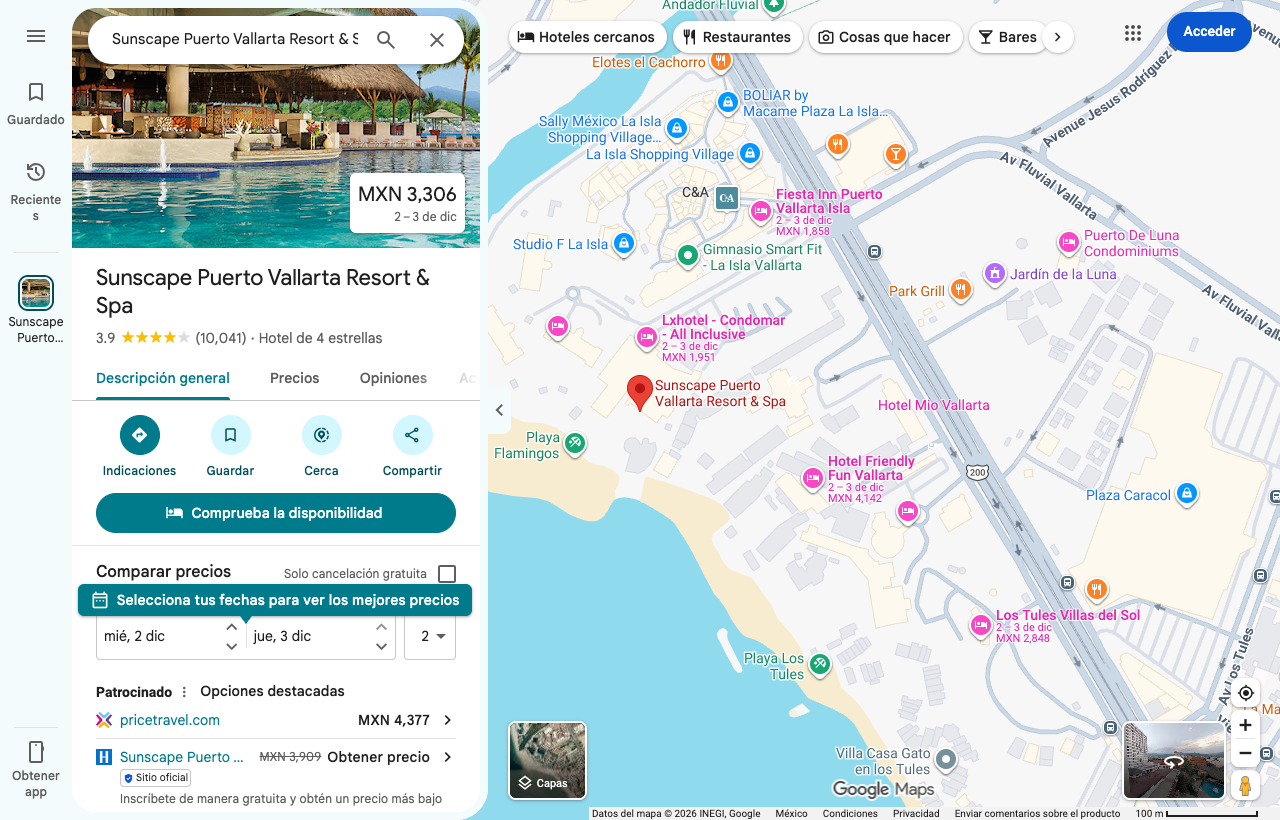 Sunscape Puerto Vallarta Resort & S
Guardado
Reciente
s
Sunscape
Puerto...
Obtener
app
MXN 3,306
2 – 3 de dic
Sunscape Puerto Vallarta Resort &
Spa
3.9 (10,041) · Hotel de 4 estrellas
Descripción general
Precios
Opiniones
Ac
Indicaciones
Guardar
Cerca
Compartir
Comprueba la disponibilidad
Comparar precios
Solo cancelación gratuita
Selecciona tus fechas para ver los mejores precios
mié, 2 dic
jue, 3 dic
2
Patrocinado
Opciones destacadas
pricetravel.com
MXN 4,377
H
Sunscape Puerto ...
MXN 3,909
Obtener precio
Sitio oficial
Inscríbete de manera gratuita y obtén un precio más bajo
Hoteles cercanos
Restaurantes
Cosas que hacer
Bares
Acceder
Andador Fluvial
Elotes el Cachorro
BOLIAR by
Macame Plaza La Isla...
Sally México La Isla
Shopping Village...
La Isla Shopping Village
C&A
CA
Fiesta Inn Puerto
Vallarta Isla
2 – 3 de dic
MXN 1,858
Studio F La Isla
Gimnasio Smart Fit
- La Isla Vallarta
Avenue Jesus Rodríguez
Av Fluvial Vallarta
Puerto De Luna
Condominiums
Jardín de la Luna
Park Grill
Av Fluvial Vallarta
Lxhotel - Condomar
- All Inclusive
2 – 3 de dic
MXN 1,951
Sunscape Puerto
Vallarta Resort & Spa
Hotel Mio Vallarta
Playa
Flamingos
Hotel Friendly
Fun Vallarta
2 – 3 de dic
MXN 4,142
200
Plaza Caracol
Los Tules Villas del Sol
2 – 3 de dic
MXN 2,848
Playa Los
Tules
Av Los Tules
Villa Casa Gato
en los Tules
Capas
Google Maps
Datos del mapa © 2026 INEGI, Google
México
Condiciones
Privacidad
Enviar comentarios sobre el producto
100 m